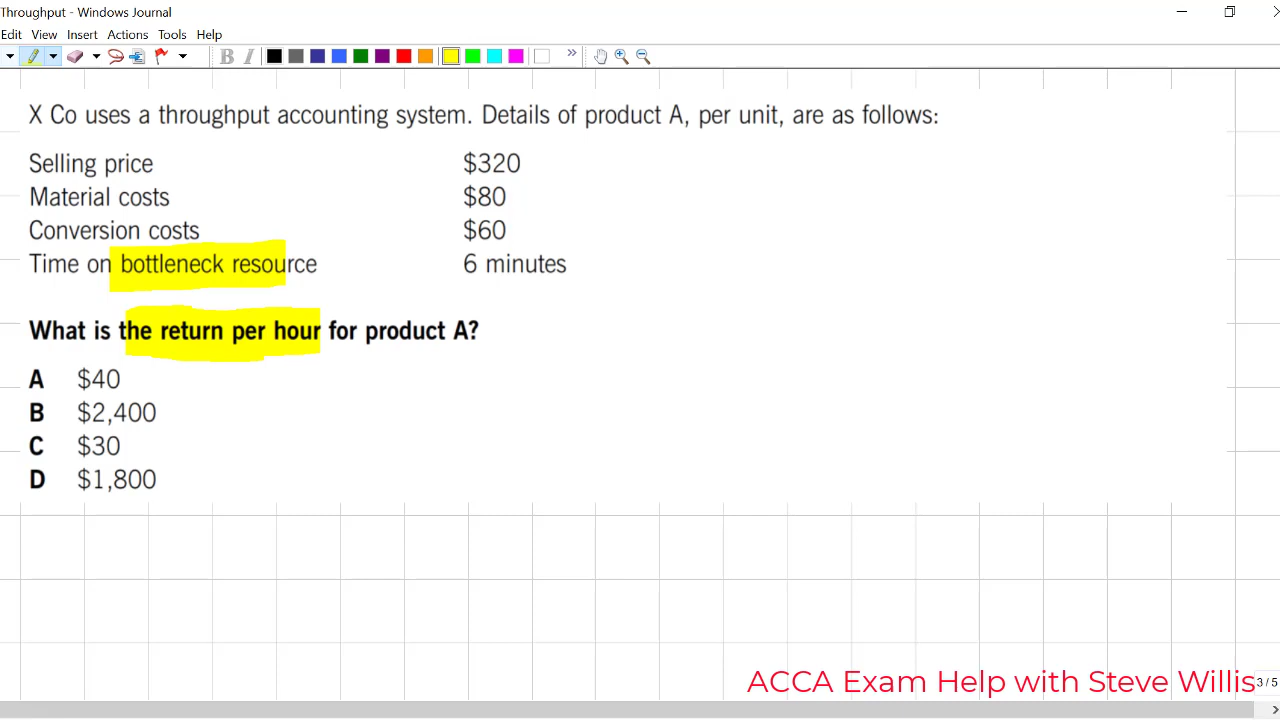 Throughput - Windows Journal
Edit View Insert Actions Tools Help
B I
X Co uses a throughput accounting system. Details of product A, per unit, are as follows:
Selling price $320
Material costs $80
Conversion costs $60
Time on bottleneck resource 6 minutes
What is the return per hour for product A?
A $40
B $2,400
C $30
D $1,800
ACCA Exam Help with Steve Willis
3 / 5